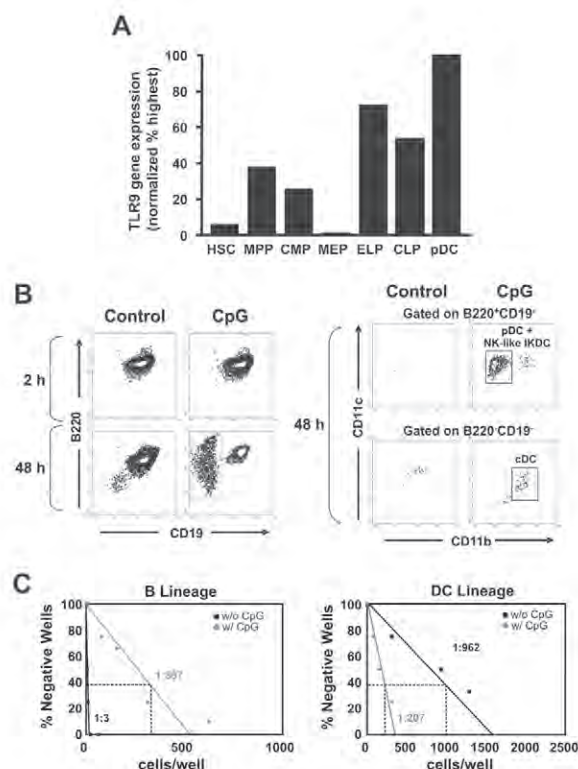 A
TLR9 gene expression
(normalized % highest)
100
80
60
40
20
0
HSC MPP CMP MEP ELP CLP pDC
B
Control CpG
2 h
48 h
B220
CD19
Control CpG
Gated on B220+CD19-
pDC +
NK-like IKDC
48 h
CD11c
Gated on B220-CD19-
cDC
CD11b
C
B Lineage
% Negative Wells
100
80
60
40
20
0
w/o CpG
w/ CpG
1:3
0 500 1000
cells/well
DC Lineage
% Negative Wells
100
80
60
40
20
0
w/o CpG
w/ CpG
1:962
1:207
0 500 1000 1500 2000 2500
cells/well